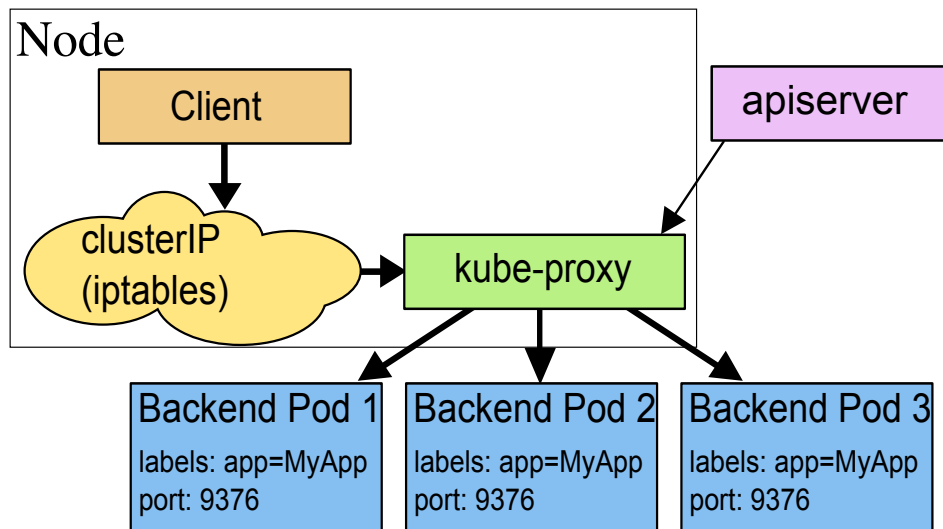 Node
Client
apiserver
clusterIP
(iptables)
kube-proxy
Backend Pod 1
labels: app=MyApp
port: 9376
Backend Pod 2
labels: app=MyApp
port: 9376
Backend Pod 3
labels: app=MyApp
port: 9376